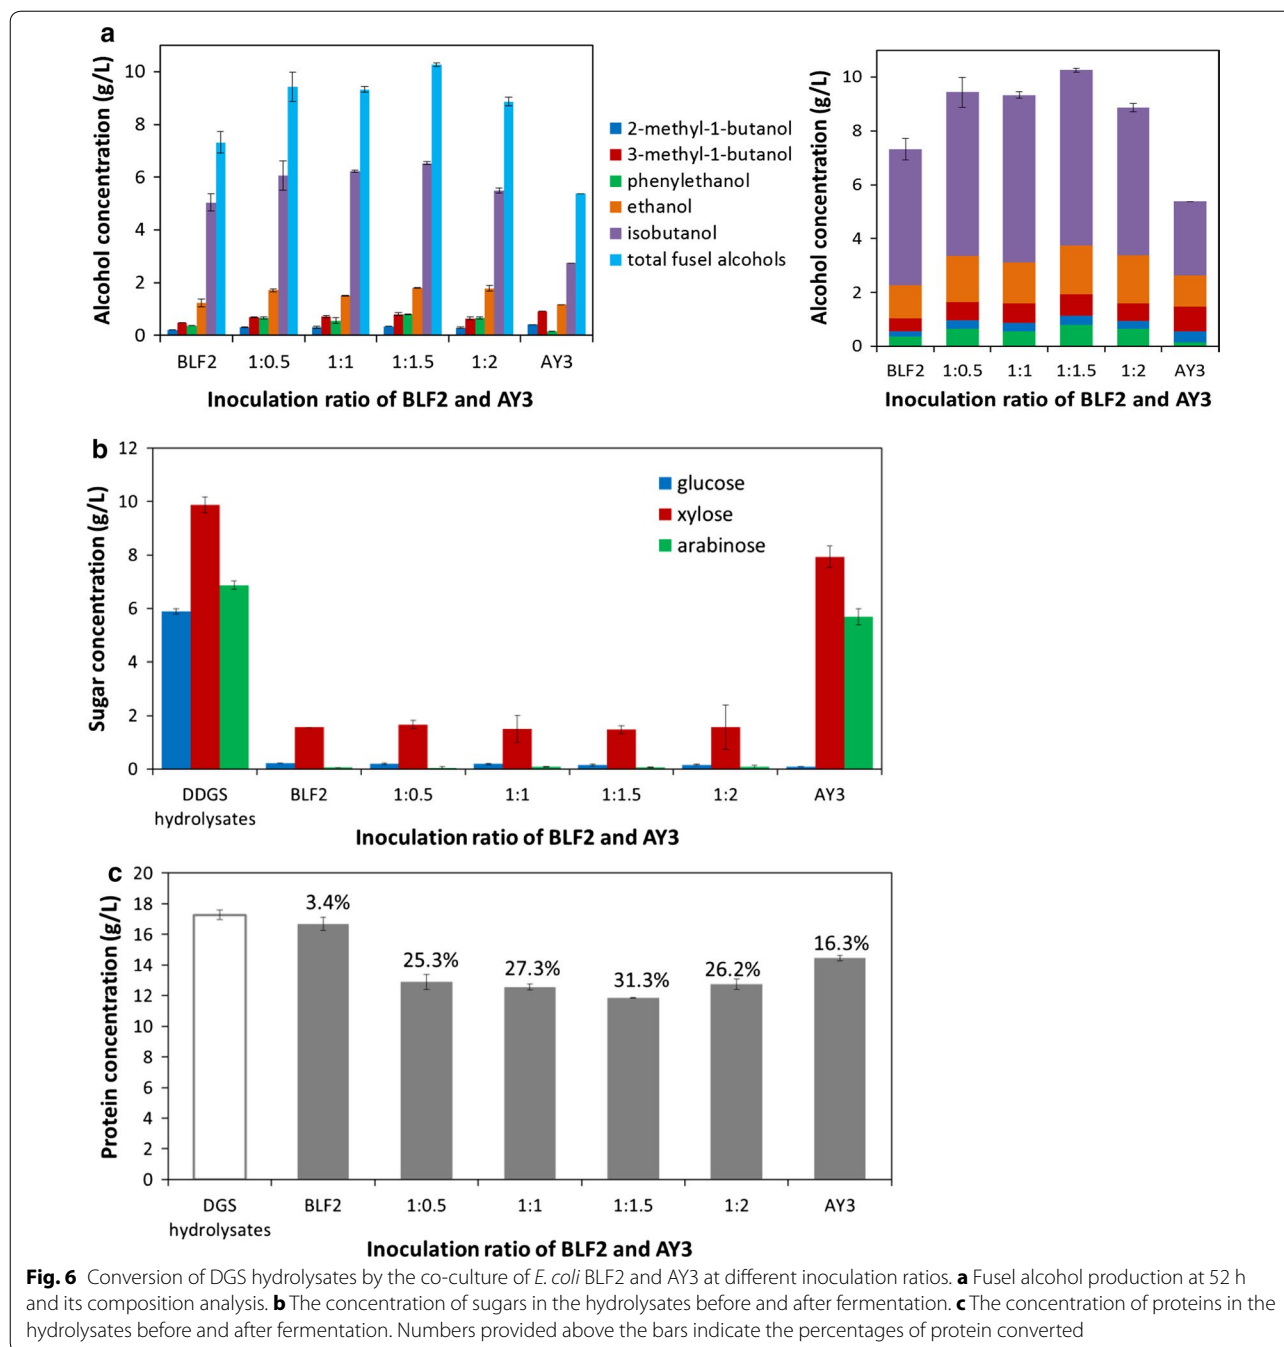 a
Alcohol concentration (g/L)
10
8
6
4
2
0
BLF2 1:0.5 1:1 1:1.5 1:2 AY3
Inoculation ratio of BLF2 and AY3
2-methyl-1-butanol
3-methyl-1-butanol
phenylethanol
ethanol
isobutanol
total fusel alcohols
Alcohol concentration (g/L)
10
8
6
4
2
0
BLF2 1:0.5 1:1 1:1.5 1:2 AY3
Inoculation ratio of BLF2 and AY3
b
Sugar concentration (g/L)
12
10
8
6
4
2
0
glucose
xylose
arabinose
DDGS BLF2 1:0.5 1:1 1:1.5 1:2 AY3
hydrolysates
Inoculation ratio of BLF2 and AY3
c
Protein concentration (g/L)
20
18
16
14
12
10
8
6
4
2
0
3.4%
25.3%
27.3%
31.3%
26.2%
16.3%
DGS BLF2 1:0.5 1:1 1:1.5 1:2 AY3
hydrolysates
Inoculation ratio of BLF2 and AY3
Fig. 6 Conversion of DGS hydrolysates by the co-culture of E. coli BLF2 and AY3 at different inoculation ratios. a Fusel alcohol production at 52 h
and its composition analysis. b The concentration of sugars in the hydrolysates before and after fermentation. c The concentration of proteins in the
hydrolysates before and after fermentation. Numbers provided above the bars indicate the percentages of protein converted